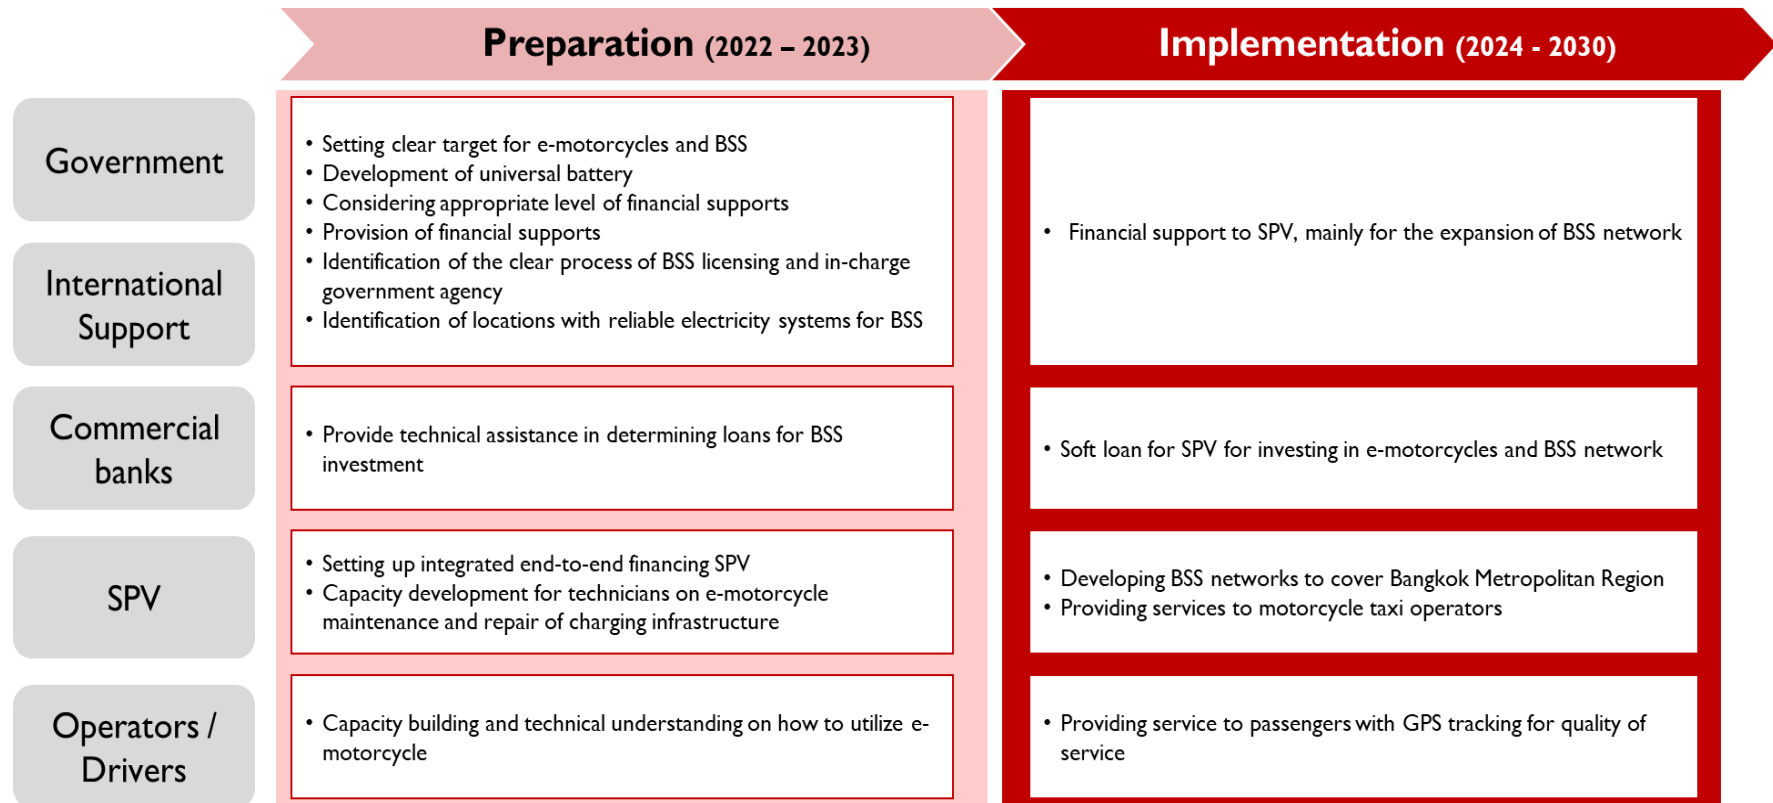 Preparation (2022 – 2023)
Implementation (2024 - 2030)
Government
International
Support
• Setting clear target for e-motorcycles and BSS
• Development of universal battery
• Considering appropriate level of financial supports
• Provision of financial supports
• Identification of the clear process of BSS licensing and in-charge
government agency
• Identification of locations with reliable electricity systems for BSS
• Financial support to SPV, mainly for the expansion of BSS network
Commercial
banks
• Provide technical assistance in determining loans for BSS
investment
• Soft loan for SPV for investing in e-motorcycles and BSS network
SPV
• Setting up integrated end-to-end financing SPV
• Capacity development for technicians on e-motorcycle
maintenance and repair of charging infrastructure
• Developing BSS networks to cover Bangkok Metropolitan Region
• Providing services to motorcycle taxi operators
Operators /
Drivers
• Capacity building and technical understanding on how to utilize e-
motorcycle
• Providing service to passengers with GPS tracking for quality of
service